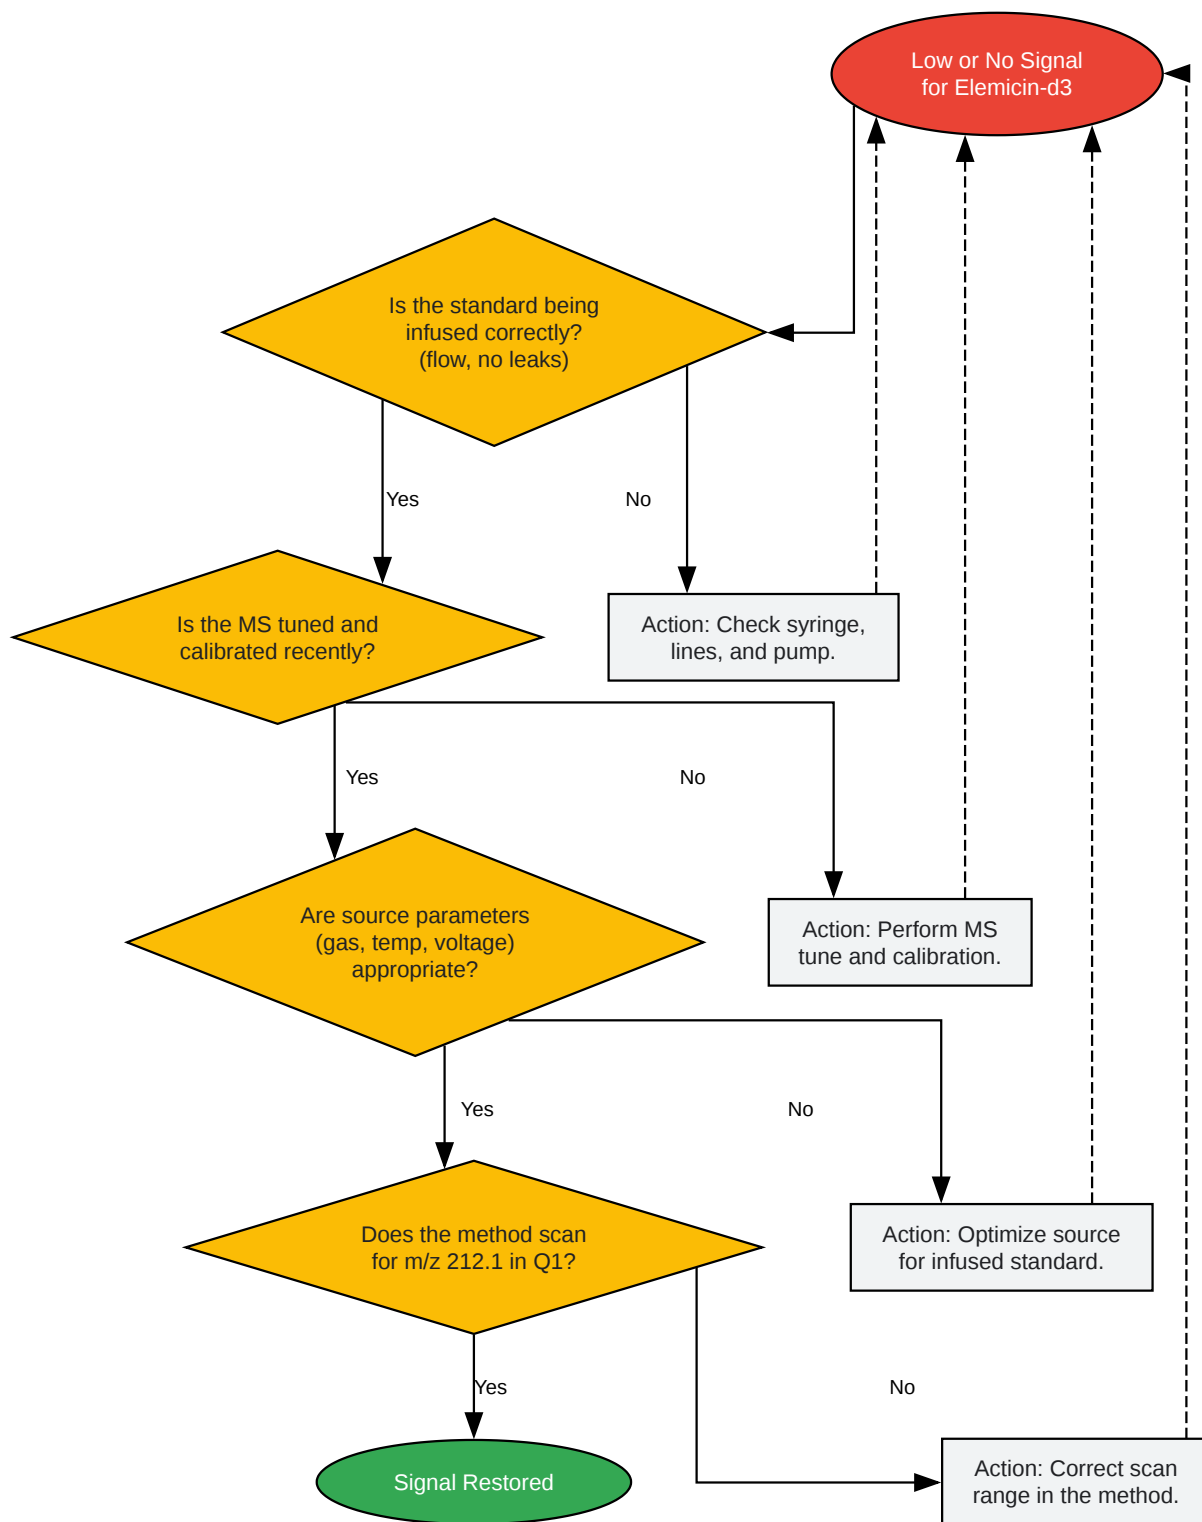 Low or No Signal
for Elemicin-d3
Is the standard being
infused correctly?
(flow, no leaks)
Yes
No
Is the MS tuned and
calibrated recently?
Action: Check syringe,
lines, and pump.
Yes
No
Are source parameters
(gas, temp, voltage)
appropriate?
Action: Perform MS
tune and calibration.
Yes
No
Does the method scan
for m/z 212.1 in Q1?
Action: Optimize source
for infused standard.
Yes
No
Signal Restored
Action: Correct scan
range in the method.